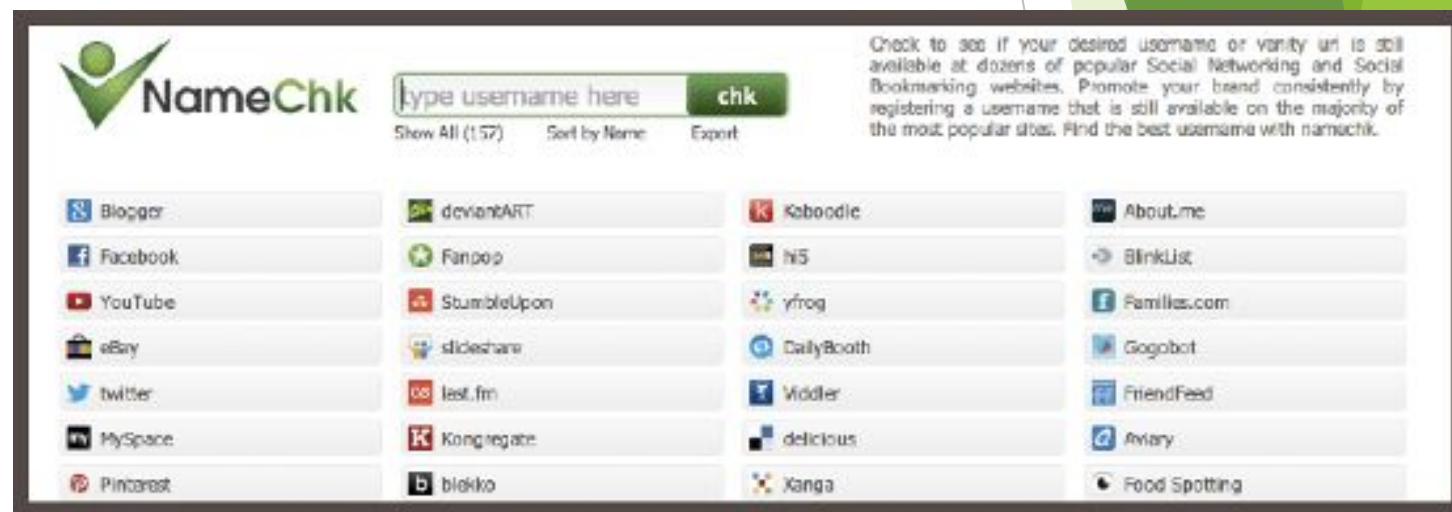 NameChk
type username here
chk
Show All (157) Sort by Name Export
Check to see if your desired username or vanity url is still
available at dozens of popular Social Networking and Social
Bookmarking websites. Promote your brand consistently by
registering a username that is still available on the majority of
the most popular sites. Find the best username with namechk.
Blogger deviantART Kaboodle About.me
Facebook Fanpop hi5 BlinkList
YouTube StumbleUpon yfrog Families.com
eBay slideshare DailyBooth Gogobot
twitter last.fm Viddler FriendFeed
MySpace Kongregate delicious Aviary
Pinterest blekko Xanga Food Spotting